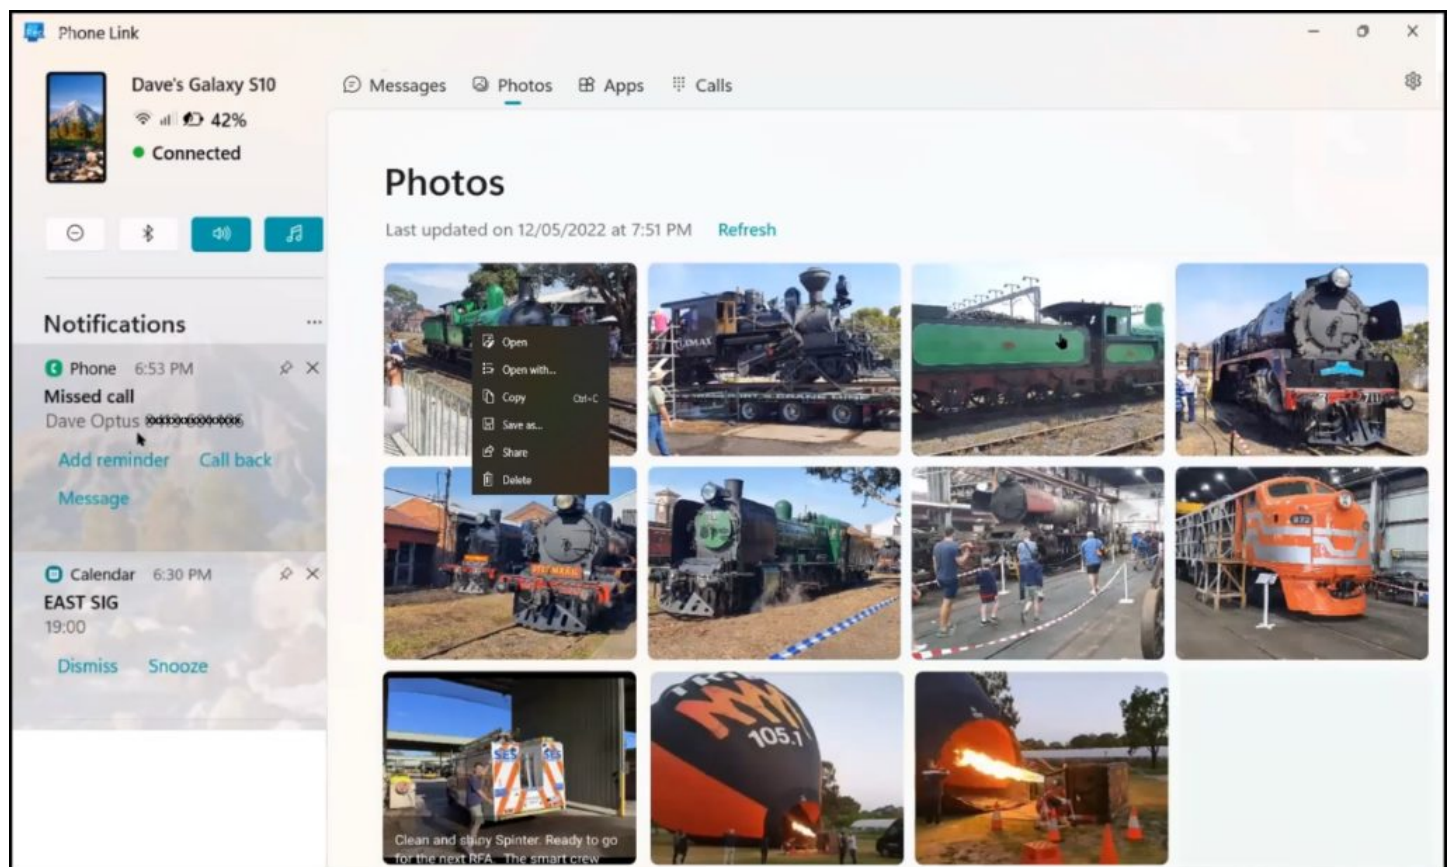 Phone Link
Dave's Galaxy S10
42%
Connected
Messages
Photos
Apps
Calls
Photos
Last updated on 12/05/2022 at 7:51 PM Refresh
Notifications
Phone 6:53 PM
Missed call
Dave Optus
Add reminder Call back
Message
Calendar 6:30 PM
EAST SIG
19:00
Dismiss Snooze
Open
Open with...
Copy Ctrl+C
Save as...
Share
Delete
CLIMAX
SES SES
Clean and shiny Spinter. Ready to go
for the next RFA. The smart crew
105.1